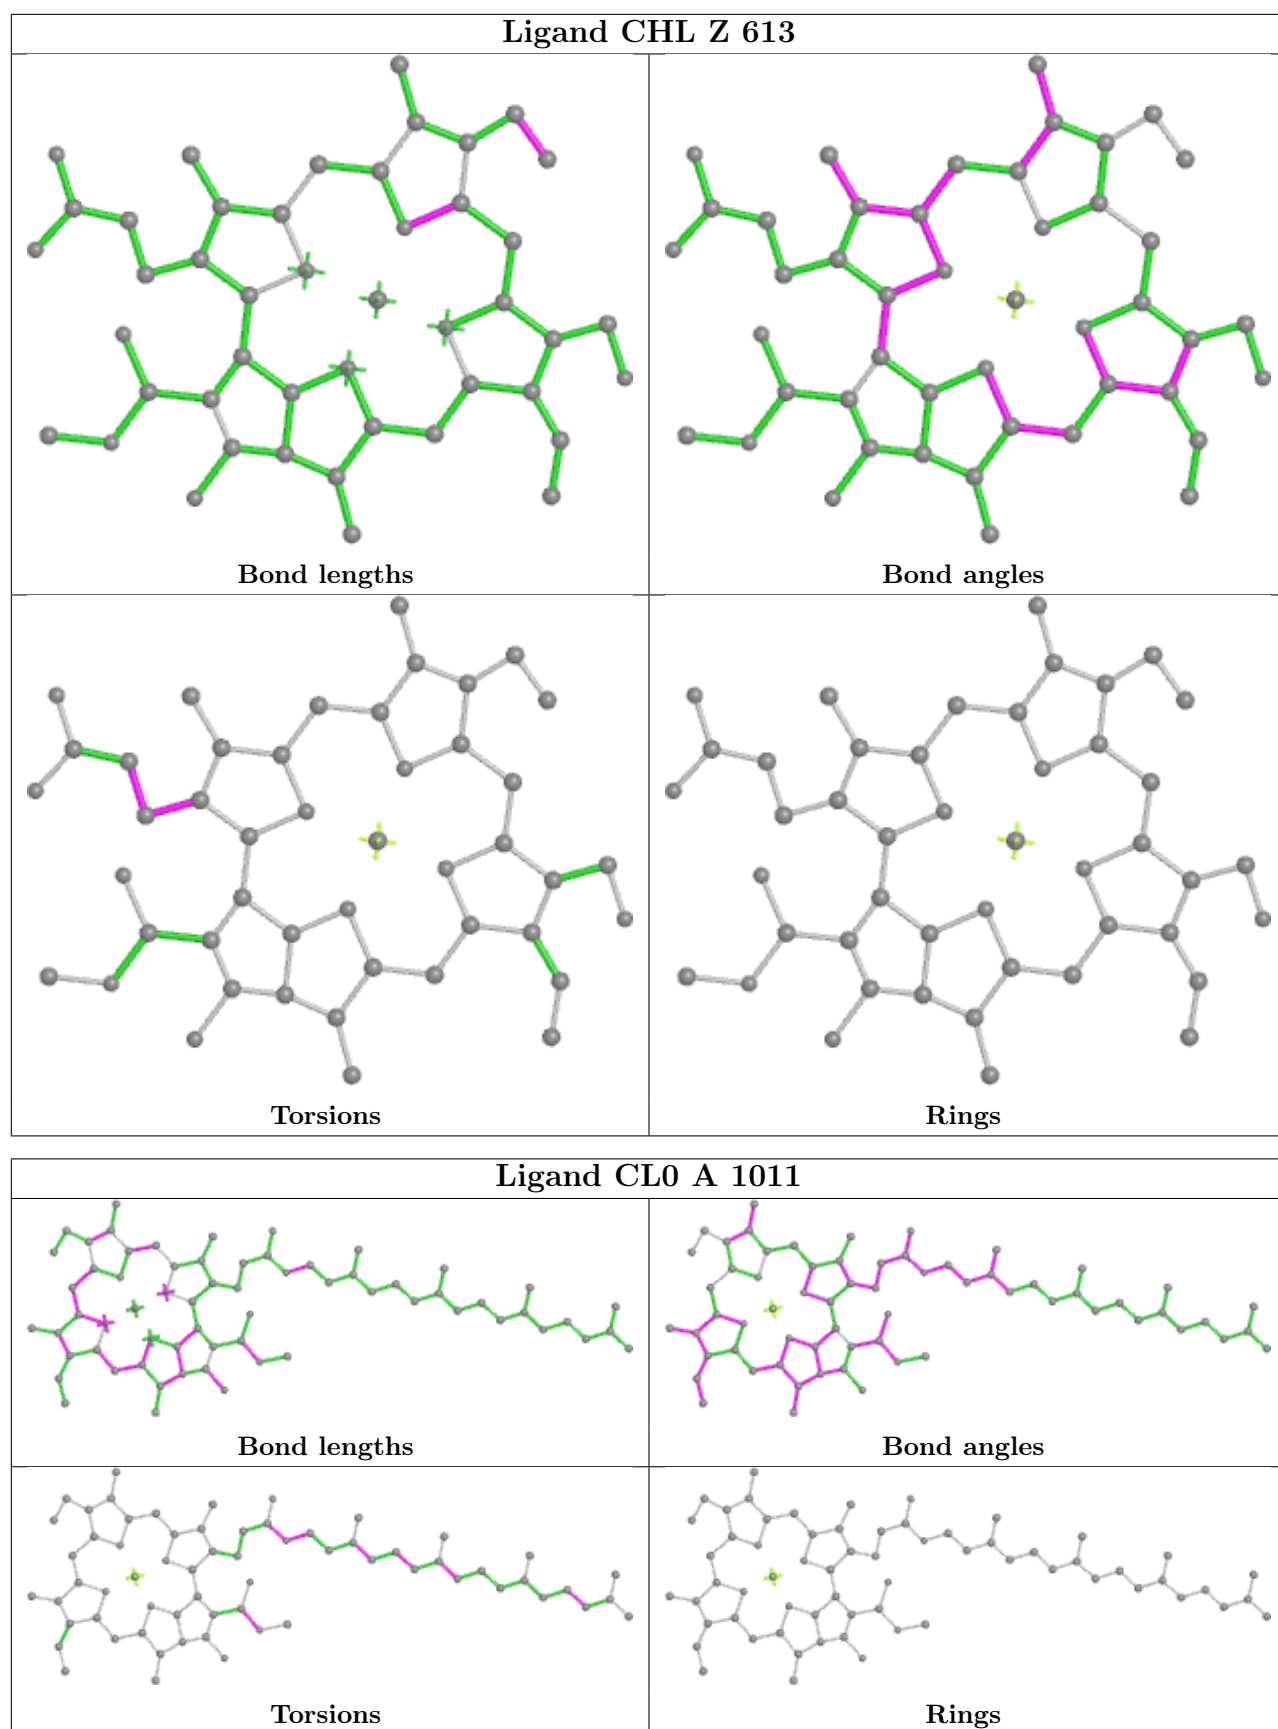 Ligand CHL Z 613
Bond lengths
Bond angles
Torsions
Rings
Ligand CL0 A 1011
Bond lengths
Bond angles
Torsions
Rings